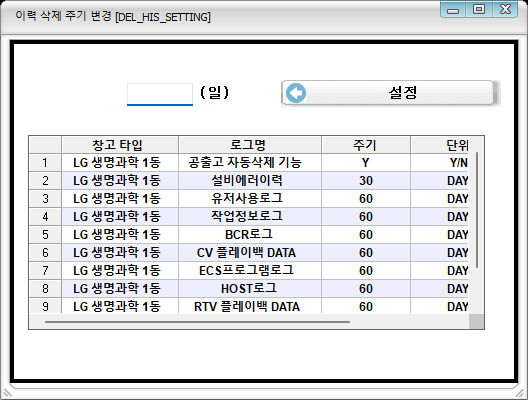 이력 삭제 주기 변경 [DEL_HIS_SETTING]
(일) 설정
창고 타입 로그명 주기 단위
1 LG 생명과학 1동 공출고 자동삭제 기능 Y Y/N
2 LG 생명과학 1동 설비에러이력 30 DAY
3 LG 생명과학 1동 유저사용로그 60 DAY
4 LG 생명과학 1동 작업정보로그 60 DAY
5 LG 생명과학 1동 BCR로그 60 DAY
6 LG 생명과학 1동 CV 플레이백 DATA 60 DAY
7 LG 생명과학 1동 ECS프로그램로그 60 DAY
8 LG 생명과학 1동 HOST로그 60 DAY
9 LG 생명과학 1동 RTV 플레이백 DATA 60 DAY